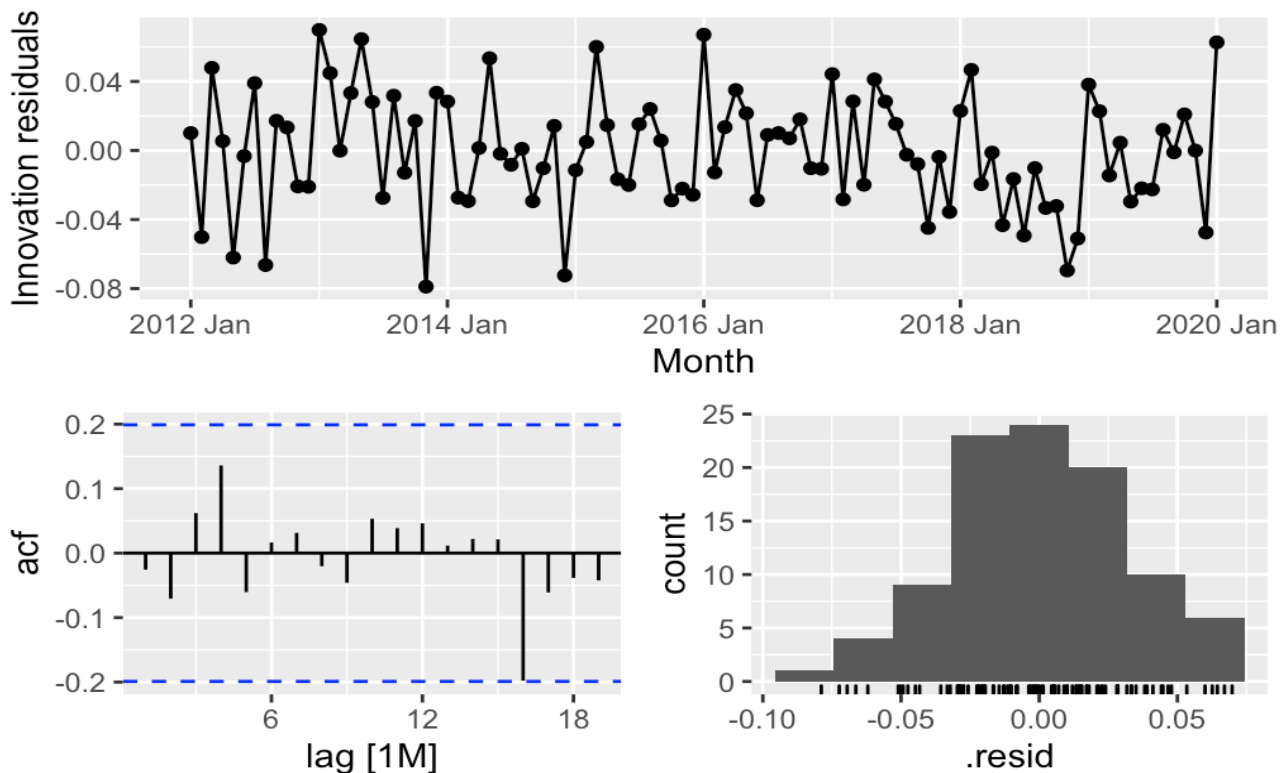 Innovation residuals
0.04
0.00
-0.04
-0.08
2012 Jan 2014 Jan 2016 Jan 2018 Jan 2020 Jan
Month
acf
0.2
0.1
0.0
-0.1
-0.2
6 12 18
lag [1M]
count
25
20
15
10
5
0
-0.10 -0.05 0.00 0.05
.resid